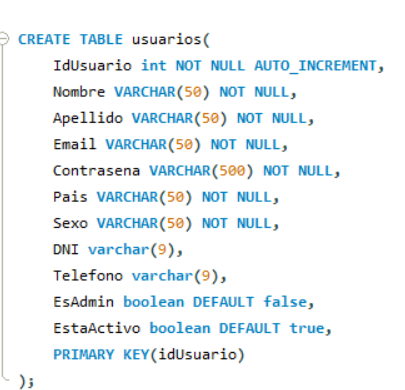 CREATE TABLE usuarios(
IdUsuario int NOT NULL AUTO_INCREMENT,
Nombre VARCHAR(50) NOT NULL,
Apellido VARCHAR(50) NOT NULL,
Email VARCHAR(50) NOT NULL,
Contrasena VARCHAR(500) NOT NULL,
Pais VARCHAR(50) NOT NULL,
Sexo VARCHAR(50) NOT NULL,
DNI varchar(9),
Telefono varchar(9),
EsAdmin boolean DEFAULT false,
EstaActivo boolean DEFAULT true,
PRIMARY KEY(idUsuario)
);